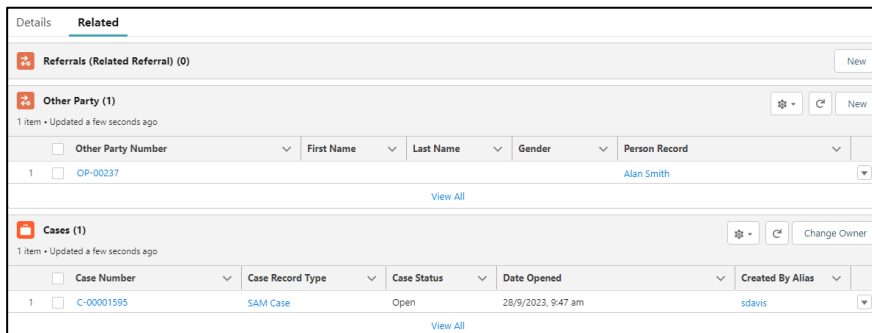 Details Related
Referrals (Related Referral) (0) New
Other Party (1) New
1 item • Updated a few seconds ago
Other Party Number First Name Last Name Gender Person Record
1 OP-00237 Alan Smith
View All
Cases (1) Change Owner
1 item • Updated a few seconds ago
Case Number Case Record Type Case Status Date Opened Created By Alias
1 C-00001595 SAM Case Open 28/9/2023, 9:47 am sdavis
View All